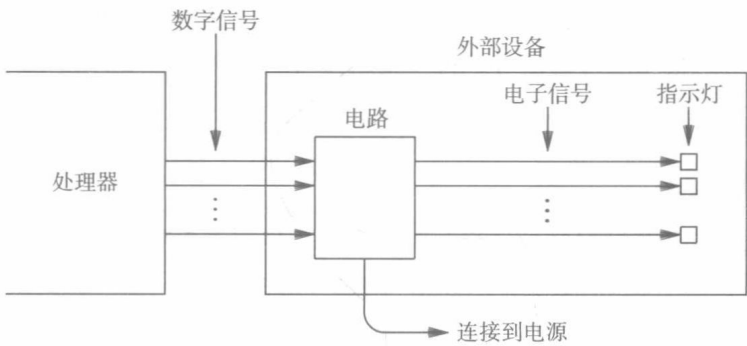 数字信号
外部设备
电子信号
指示灯
电路
处理器
连接到电源